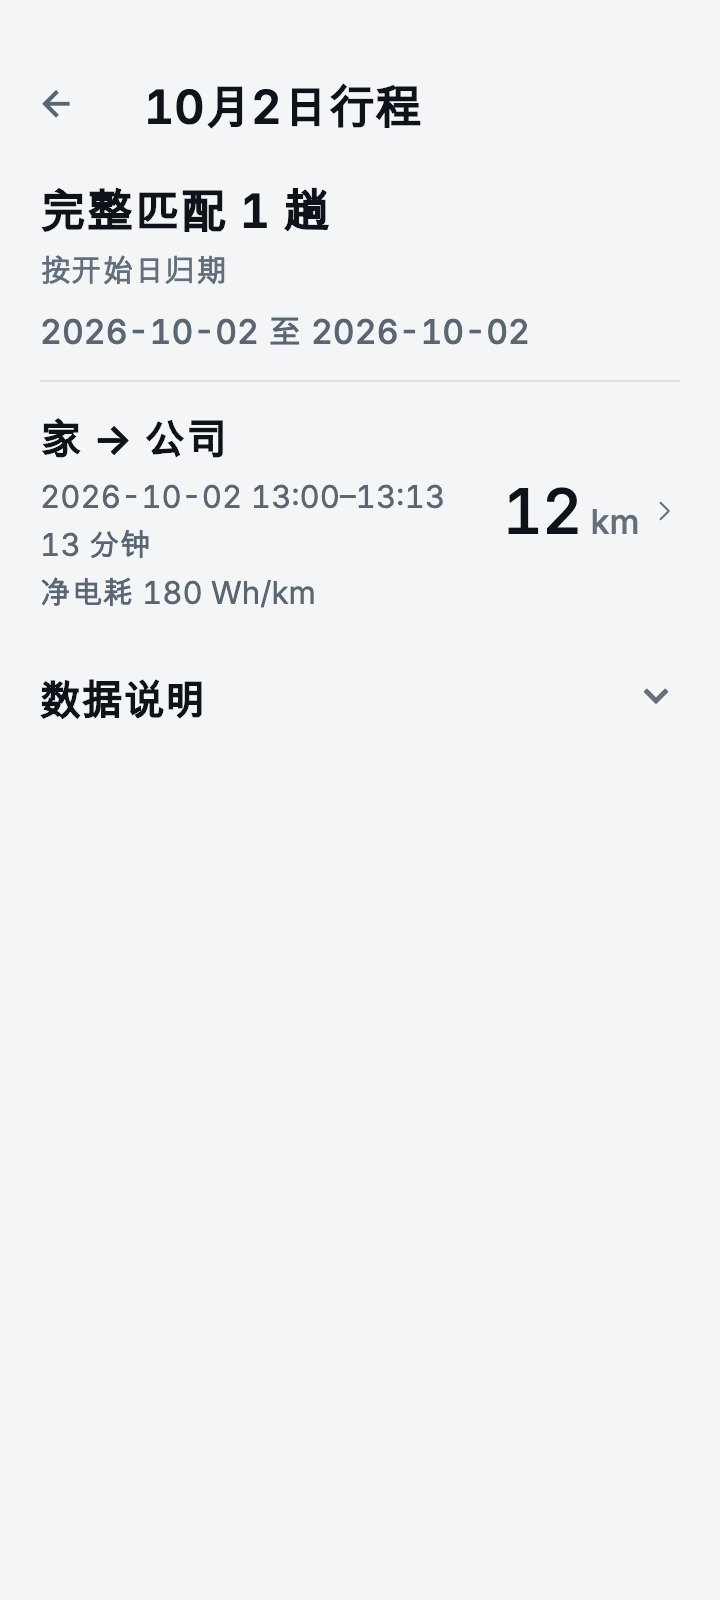 10月2日行程
完整匹配 1 趟
按开始日归期
2026-10-02 至 2026-10-02
家 → 公司
2026-10-02 13:00–13:13
13 分钟
净电耗 180 Wh/km
12 km
数据说明